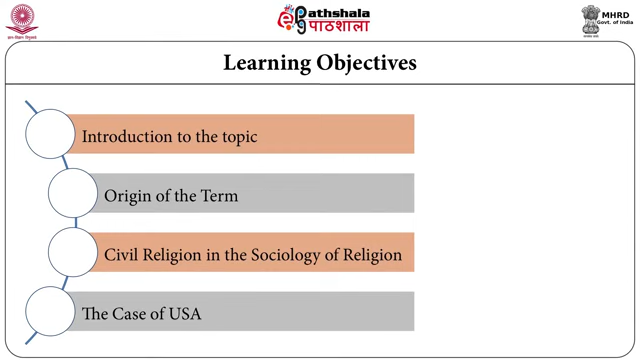 ePathshala
पाठशाला
MHRD
Govt. of India
Learning Objectives
Introduction to the topic
Origin of the Term
Civil Religion in the Sociology of Religion
The Case of USA